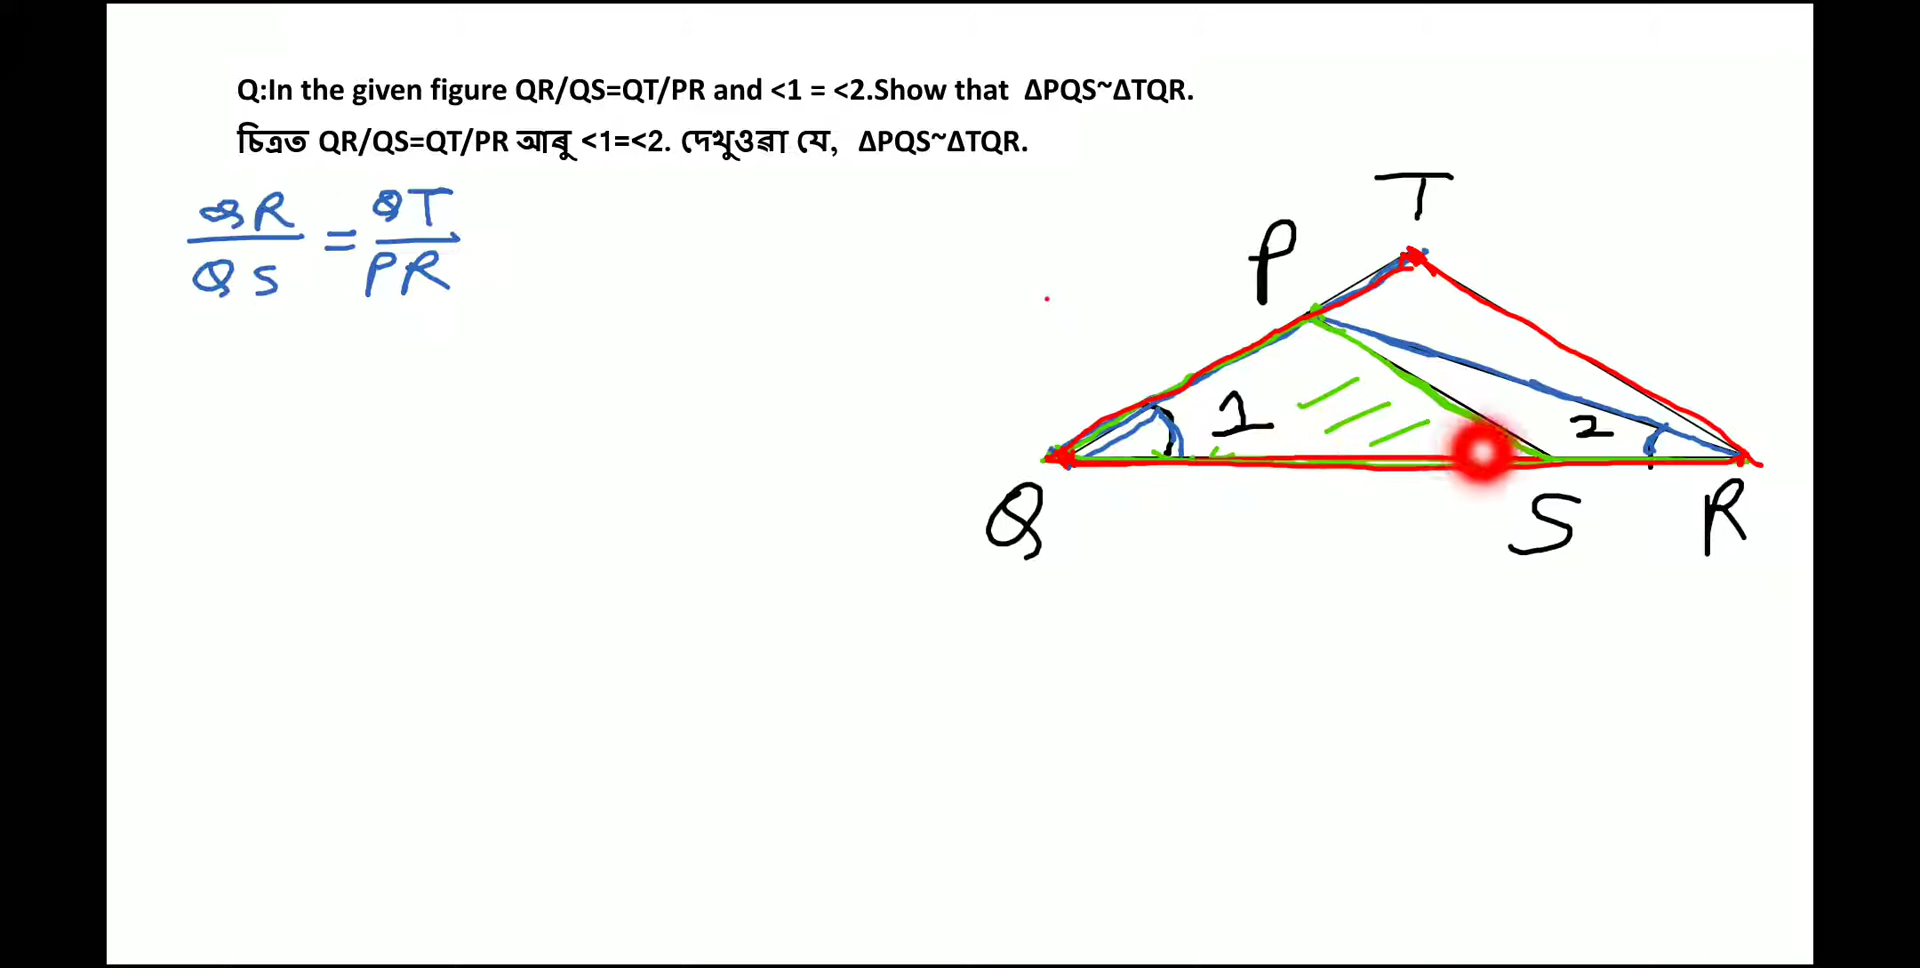 Q:In the given figure QR/QS=QT/PR and <1 = <2.Show that ΔPQS~ΔTQR.
চিত্ৰত QR/QS=QT/PR আৰু <1=<2. দেখুওৱা যে, ΔPQS~ΔTQR.
QR/QS = QT/PR
T
P
1
2
Q
S
R